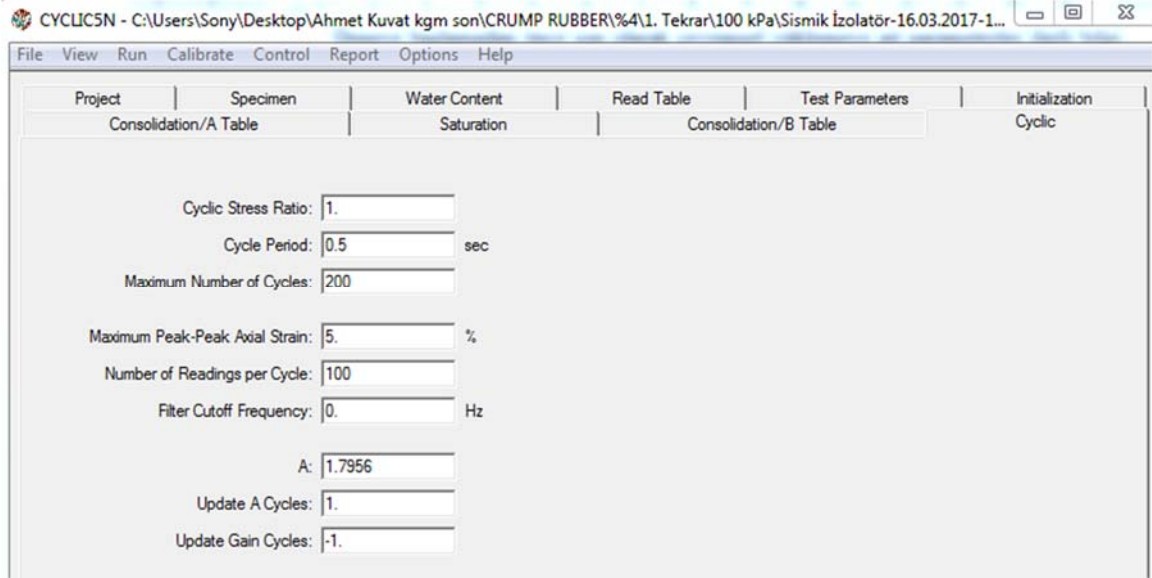 CYCLIC5N - C:\Users\Sony\Desktop\Ahmet Kuvat kgm son\CRUMP RUBBER\%4\1. Tekrar\100 kPa\Sismik İzolatör-16.03.2017-1...
File View Run Calibrate Control Report Options Help
Project Specimen Water Content Read Table Test Parameters Initialization
Consolidation/A Table Saturation Consolidation/B Table Cyclic
Cyclic Stress Ratio: 1.
Cycle Period: 0.5 sec
Maximum Number of Cycles: 200
Maximum Peak-Peak Axial Strain: 5. %
Number of Readings per Cycle: 100
Filter Cutoff Frequency: 0. Hz
A: 1.7956
Update A Cycles: 1.
Update Gain Cycles: -1.